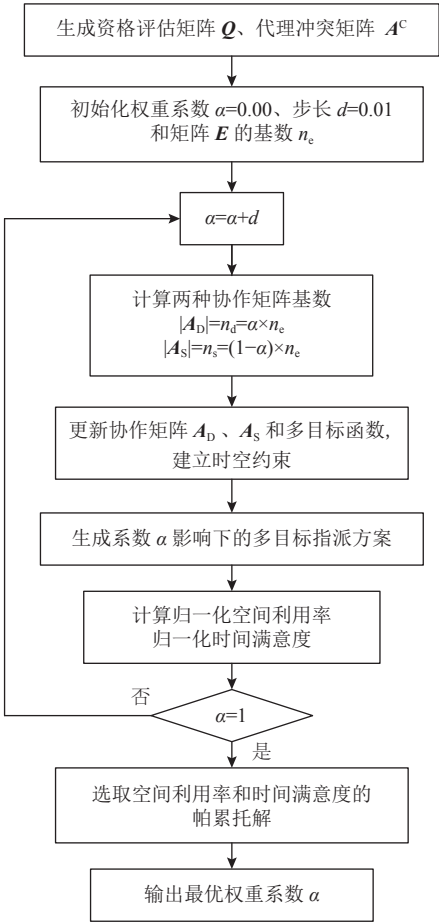 生成资格评估矩阵 Q、代理冲突矩阵 Aᶜ
初始化权重系数 α=0.00、步长 d=0.01
和矩阵 E 的基数 nₑ
α=α+d
计算两种协作矩阵基数
|A_D|=n_d=α×nₑ
|A_S|=n_s=(1−α)×nₑ
更新协作矩阵 A_D 、A_S 和多目标函数,
建立时空约束
生成系数 α 影响下的多目标指派方案
计算归一化空间利用率
归一化时间满意度
否
α=1
是
选取空间利用率和时间满意度的
帕累托解
输出最优权重系数 α